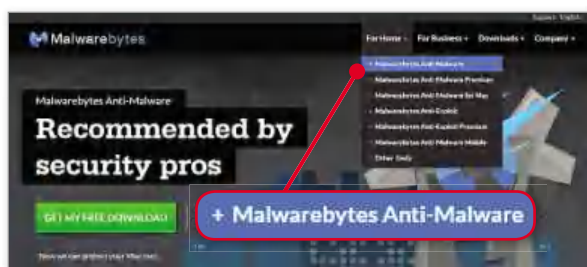 Malwarebytes
For Home + For Business + Downloads + Company +
+ Malwarebytes Anti-Malware
+ Malwarebytes Anti-Malware Premium
+ Malwarebytes Anti-Malware for Mac
+ Malwarebytes Anti-Exploit
+ Malwarebytes Anti-Exploit Premium
+ Malwarebytes Anti-Malware Mobile
Other Tools
Malwarebytes Anti-Malware
Recommended by
security pros
GET MY FREE DOWNLOAD
+ Malwarebytes Anti-Malware